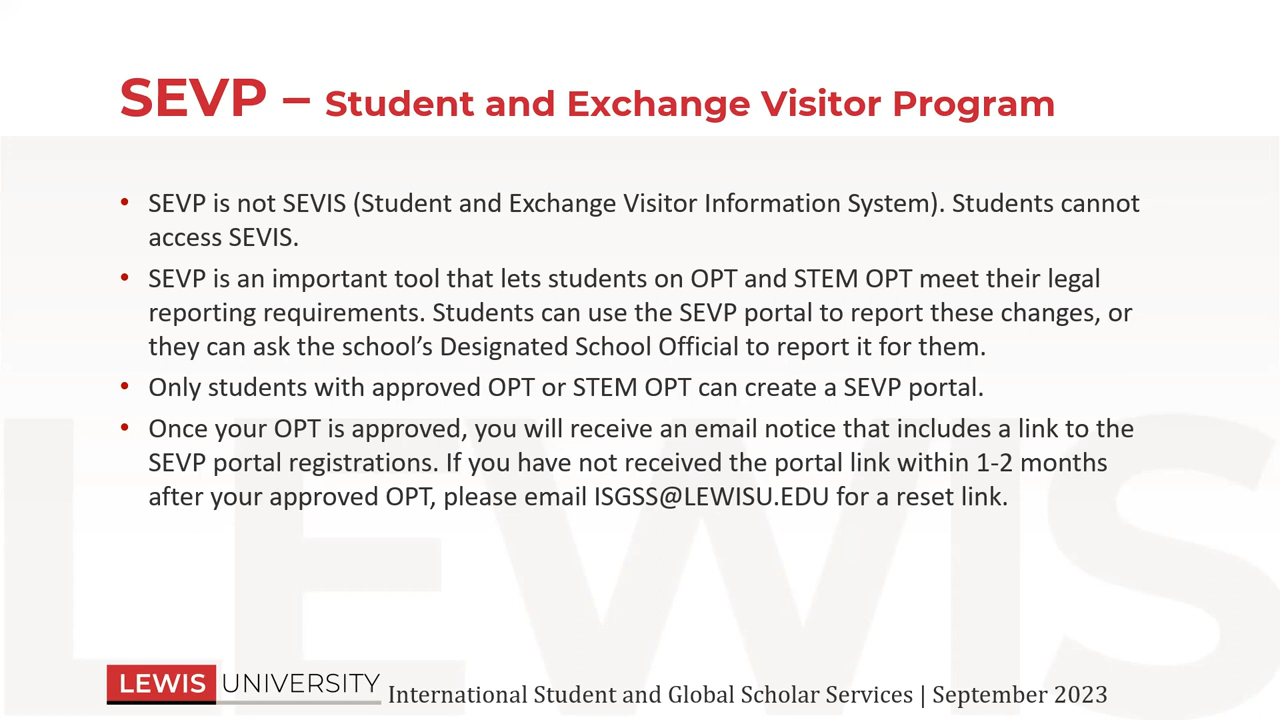 SEVP – Student and Exchange Visitor Program
• SEVP is not SEVIS (Student and Exchange Visitor Information System). Students cannot
access SEVIS.
• SEVP is an important tool that lets students on OPT and STEM OPT meet their legal
reporting requirements. Students can use the SEVP portal to report these changes, or
they can ask the school’s Designated School Official to report it for them.
• Only students with approved OPT or STEM OPT can create a SEVP portal.
• Once your OPT is approved, you will receive an email notice that includes a link to the
SEVP portal registrations. If you have not received the portal link within 1-2 months
after your approved OPT, please email ISGSS@LEWISU.EDU for a reset link.
LEWIS
LEWIS UNIVERSITY International Student and Global Scholar Services | September 2023